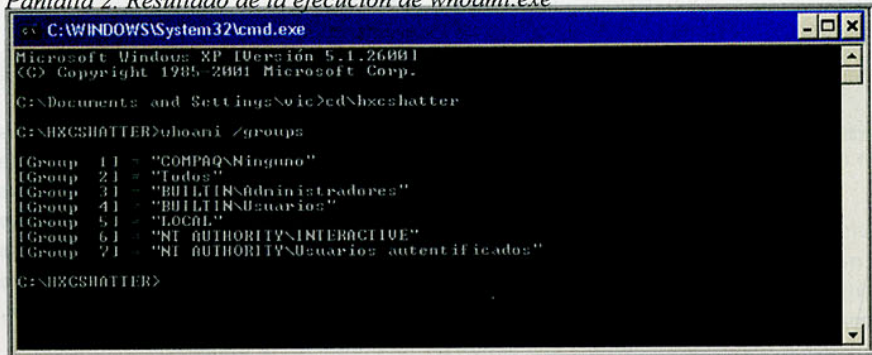 Pantalla 2. Resultado de la ejecución de whoami.exe
C:\WINDOWS\System32\cmd.exe
Microsoft Windows XP [Versión 5.1.2600]
(C) Copyright 1985-2001 Microsoft Corp.
C:\Documents and Settings\vic>cd\hxcshatter
C:\HXCSHATTER>whoami /groups
[Group 1] = "COMPAQ\Ninguno"
[Group 2] = "Todos"
[Group 3] = "BUILTIN\Administradores"
[Group 4] = "BUILTIN\Usuarios"
[Group 5] = "LOCAL"
[Group 6] = "NT AUTHORITY\INTERACTIVE"
[Group 7] = "NT AUTHORITY\Usuarios autentificados"
C:\HXCSHATTER>